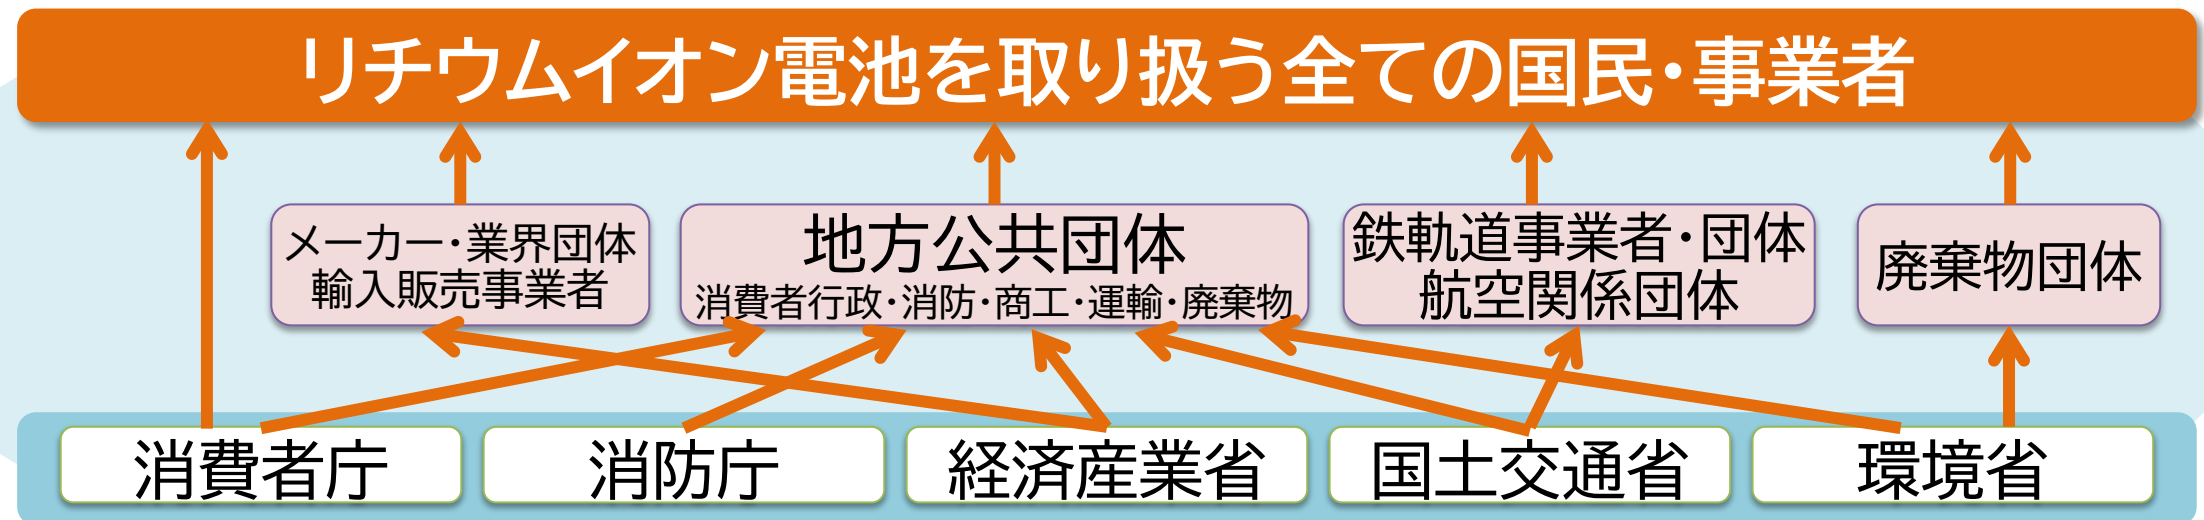 リチウムイオン電池を取り扱う全ての国民・事業者
メーカー・業界団体
輸入販売事業者
地方公共団体
消費者行政・消防・商工・運輸・廃棄物
鉄軌道事業者・団体
航空関係団体
廃棄物団体
消費者庁
消防庁
経済産業省
国土交通省
環境省